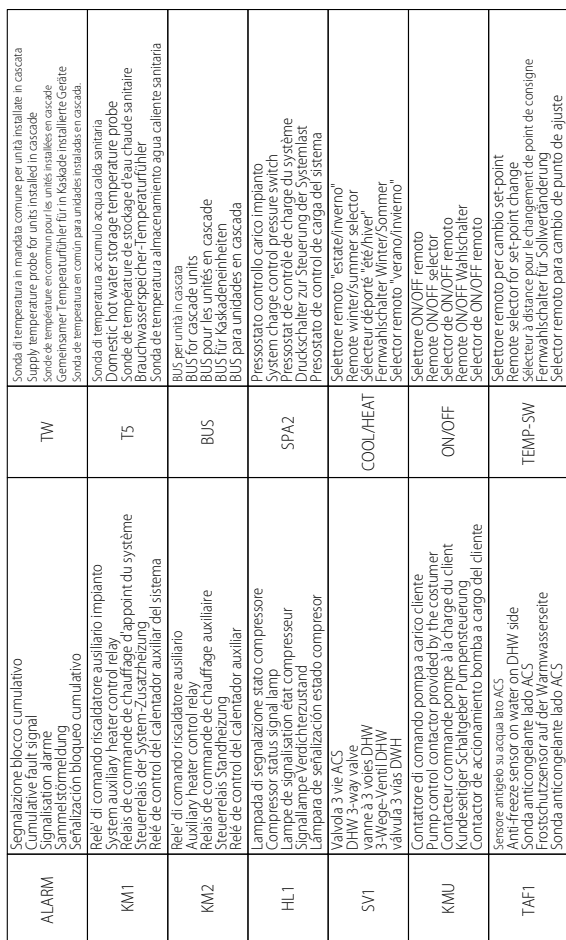 ALARM
Segnalazione blocco cumulativo
Cumulative fault signal
Signalisation alarme
Sammelstörmeldung
Señalización bloqueo cumulativo
TW
Sonda di temperatura in mandata comune per unità installate in cascata
Supply temperature probe for units installed in cascade
Sonde de température en commun pour les unités installées en cascade
Gemeinsamer Temperaturfühler für in Kaskade installierte Geräte
Sonda de temperatura en común para unidades instaladas en cascada.
KM1
Rele' di comando riscaldatore ausiliario impianto
System auxiliary heater control relay
Relais de commande de chauffage d'appoint du système
Steuerrelais der System-Zusatzheizung
Relé de control del calentador auxiliar del sistema
T5
Sonda di temperatura accumulo acqua calda sanitaria
Domestic hot water storage temperature probe
Sonde de température de stockage d'eau chaude sanitaire
Brauchwasserspeicher-Temperaturfühler
Sonda de temperatura almacenamiento agua caliente sanitaria
KM2
Rele' di comando riscaldatore ausiliario
Auxiliary heater control relay
Relais de commande de chauffage auxiliaire
Steuerrelais Standheizung
Relé de control del calentador auxiliar
BUS
BUS per unità in cascata
BUS for cascade units
BUS pour les unités en cascade
BUS für Kaskadeneinheiten
BUS para unidades en cascada
HL1
Lampada di segnalazione stato compressore
Compressor status signal lamp
Lampe de signalisation état compresseur
Signallampe Verdichterzustand
Lámpara de señalización estado compresor
SPA2
Pressostato controllo carico impianto
System charge control pressure switch
Pressostat de contrôle de charge du système
Druckschalter zur Steuerung der Systemlast
Presostato de control de carga del sistema
SV1
Valvola 3 vie ACS
DHW 3-way valve
vanne à 3 voies DHW
3-Wege-Ventil DHW
válvula 3 vías DWH
COOL/HEAT
Selettore remoto "estate/inverno"
Remote winter/summer selector
Sélecteur déporté "été/hiver"
Fernwahlschalter Winter/Sommer
Selector remoto "verano/invierno"
KMU
Contattore di comando pompa a carico cliente
Pump control contactor provided by the costumer
Contacteur commande pompe à la charge du client
Kundeseitiger Schaltgeber Pumpensteuerung
Contactor de accionamiento bomba a cargo del cliente
ON/OFF
Selettore ON/OFF remoto
Remote ON/OFF selector
Selector de ON/OFF remoto
Remote ON/OFF Wahlschalter
Selector de ON/OFF remoto
TAF1
Sensore antigelo su acqua lato ACS
Anti-freeze sensor on water on DHW side
Sonda anticongelante lado ACS
Frostschutzsensor auf der Warmwasserseite
Sonda anticongelante lado ACS
TEMP-SW
Selettore remoto per cambio set-point
Remote selector for set-point change
Sélecteur à distance pour le changement de point de consigne
Fernwahlschalter für Sollwertänderung
Selector remoto para cambio de punto de ajuste